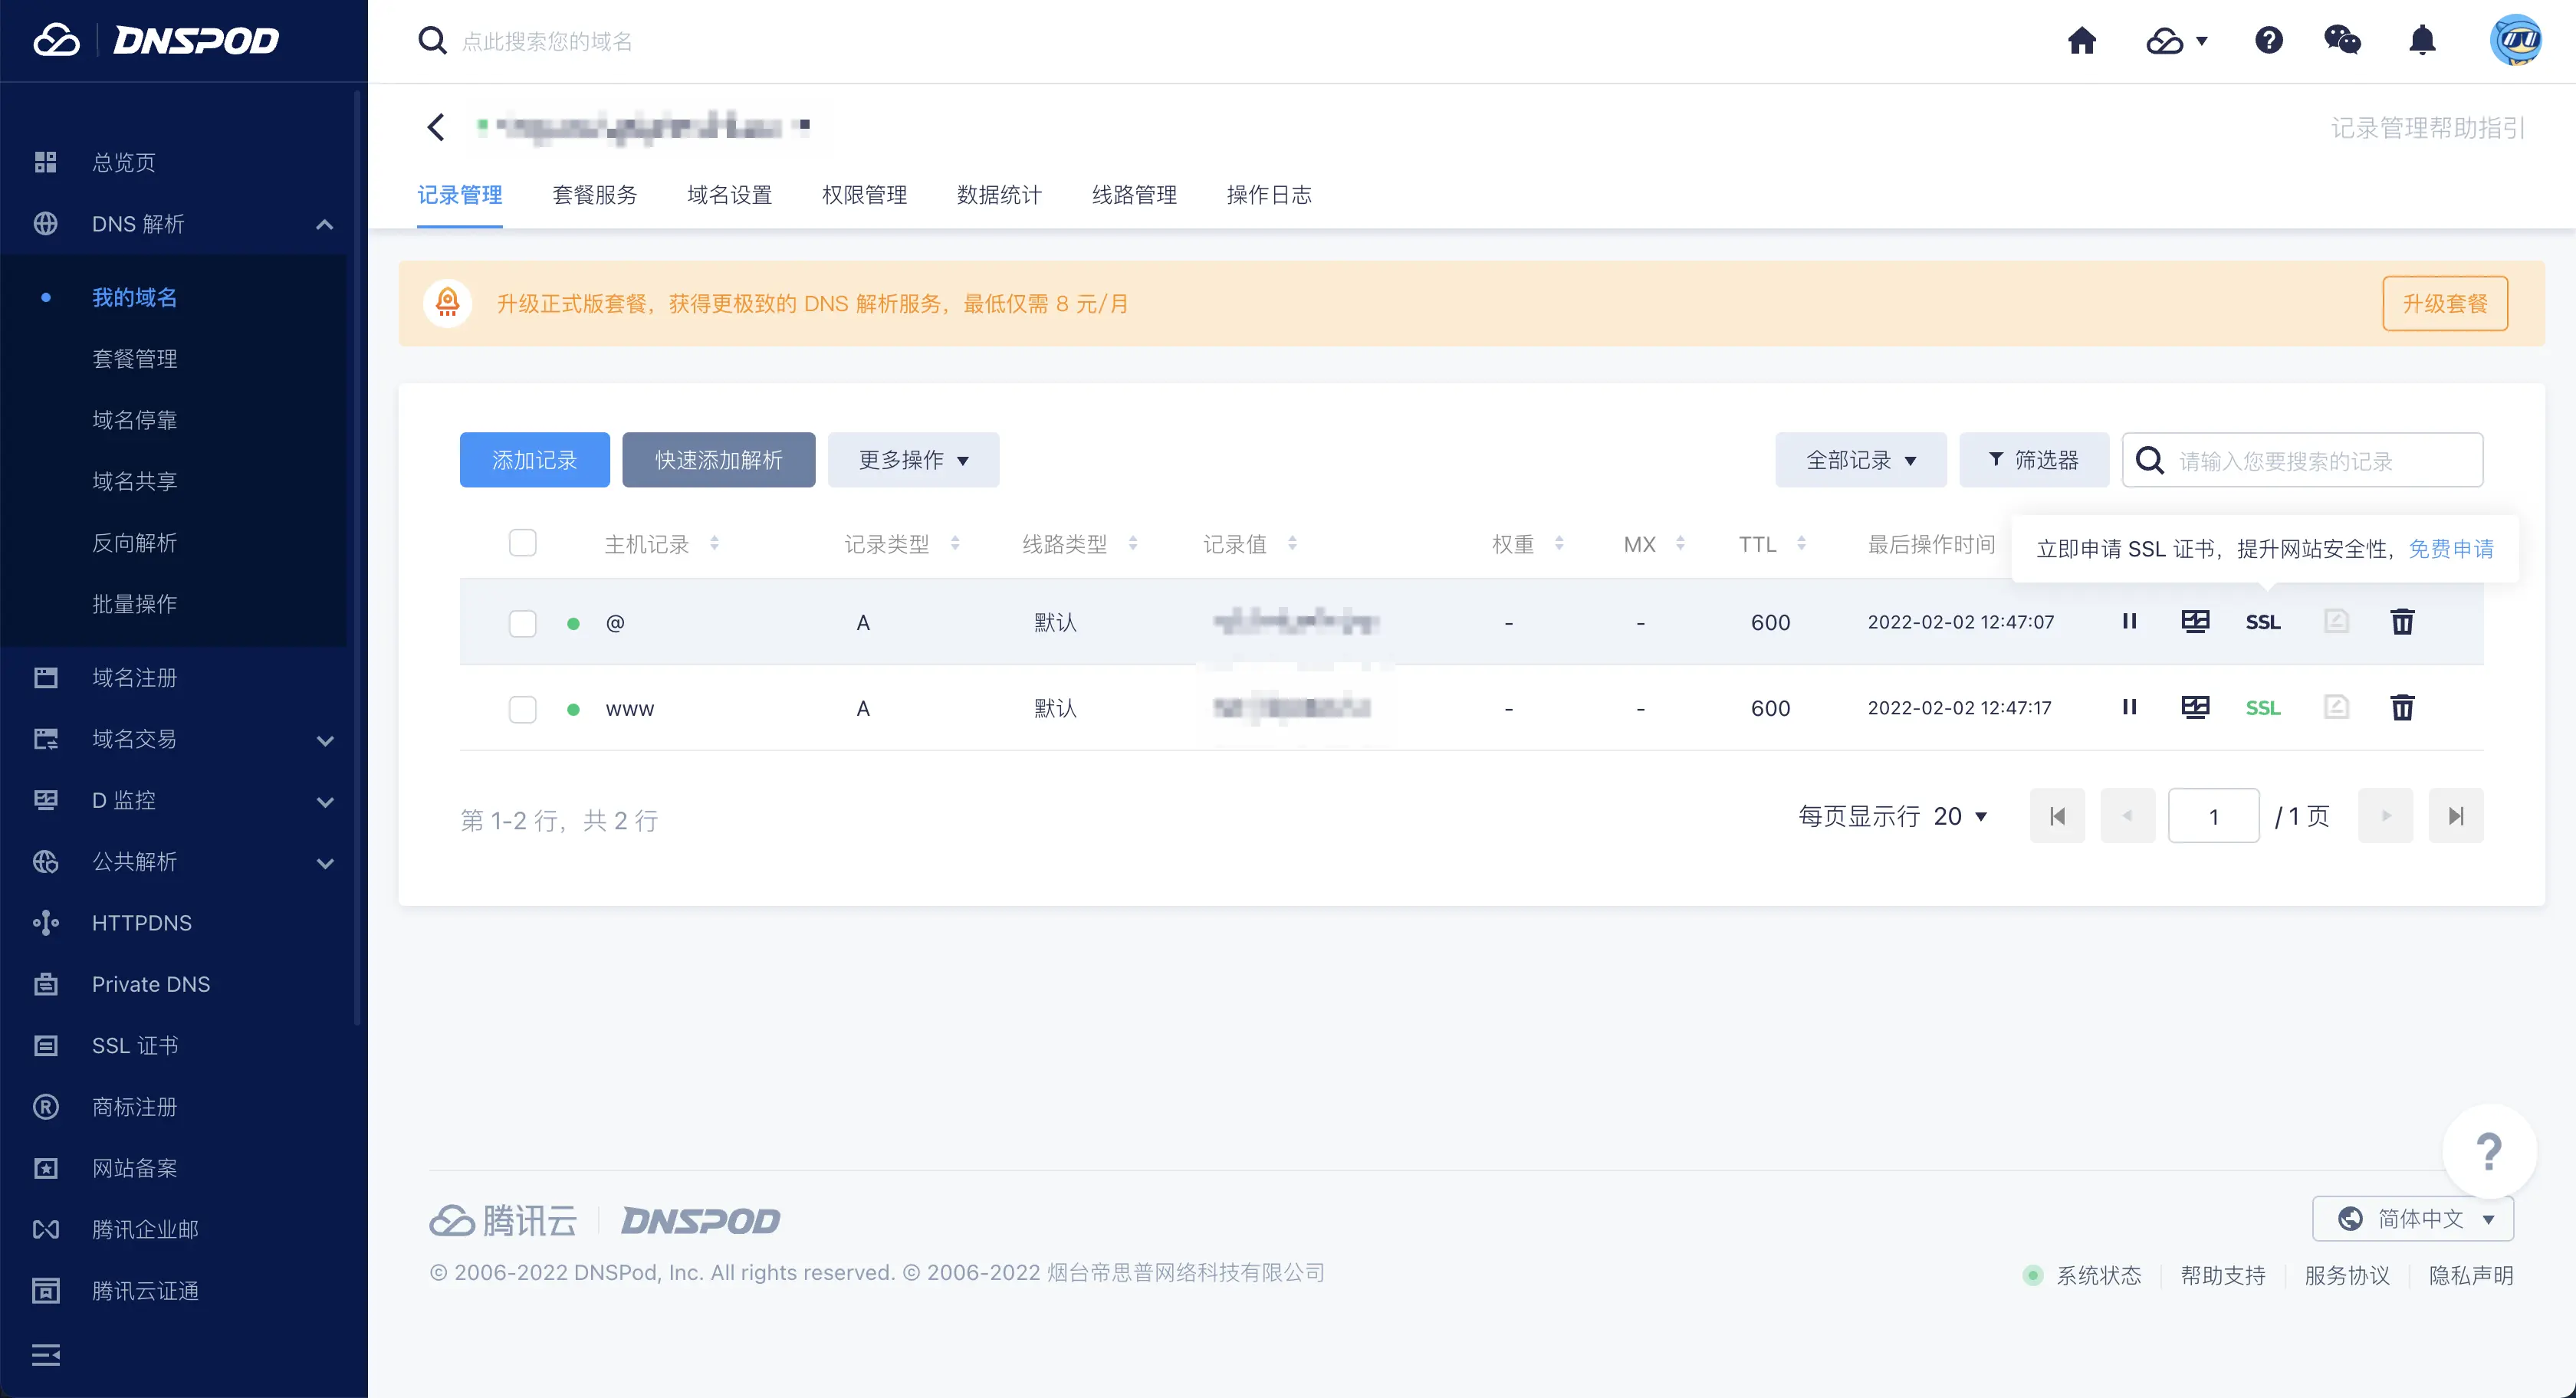 DNSPOD
点此搜索您的域名
总览页
DNS 解析
我的域名
套餐管理
域名停靠
域名共享
反向解析
批量操作
域名注册
域名交易
D 监控
公共解析
HTTPDNS
Private DNS
SSL 证书
商标注册
网站备案
腾讯企业邮
腾讯云证通
记录管理帮助指引
记录管理 套餐服务 域名设置 权限管理 数据统计 线路管理 操作日志
升级正式版套餐，获得更极致的 DNS 解析服务，最低仅需 8 元/月 升级套餐
添加记录 快速添加解析 更多操作 全部记录 筛选器 请输入您要搜索的记录
主机记录 记录类型 线路类型 记录值 权重 MX TTL 最后操作时间
立即申请 SSL 证书，提升网站安全性，免费申请
@ A 默认 - - 600 2022-02-02 12:47:07 SSL
www A 默认 - - 600 2022-02-02 12:47:17 SSL
第 1-2 行，共 2 行 每页显示行 20 1 / 1 页
?
腾讯云 DNSPOD
简体中文
© 2006-2022 DNSPod, Inc. All rights reserved. © 2006-2022 烟台帝思普网络科技有限公司
系统状态 帮助支持 服务协议 隐私声明